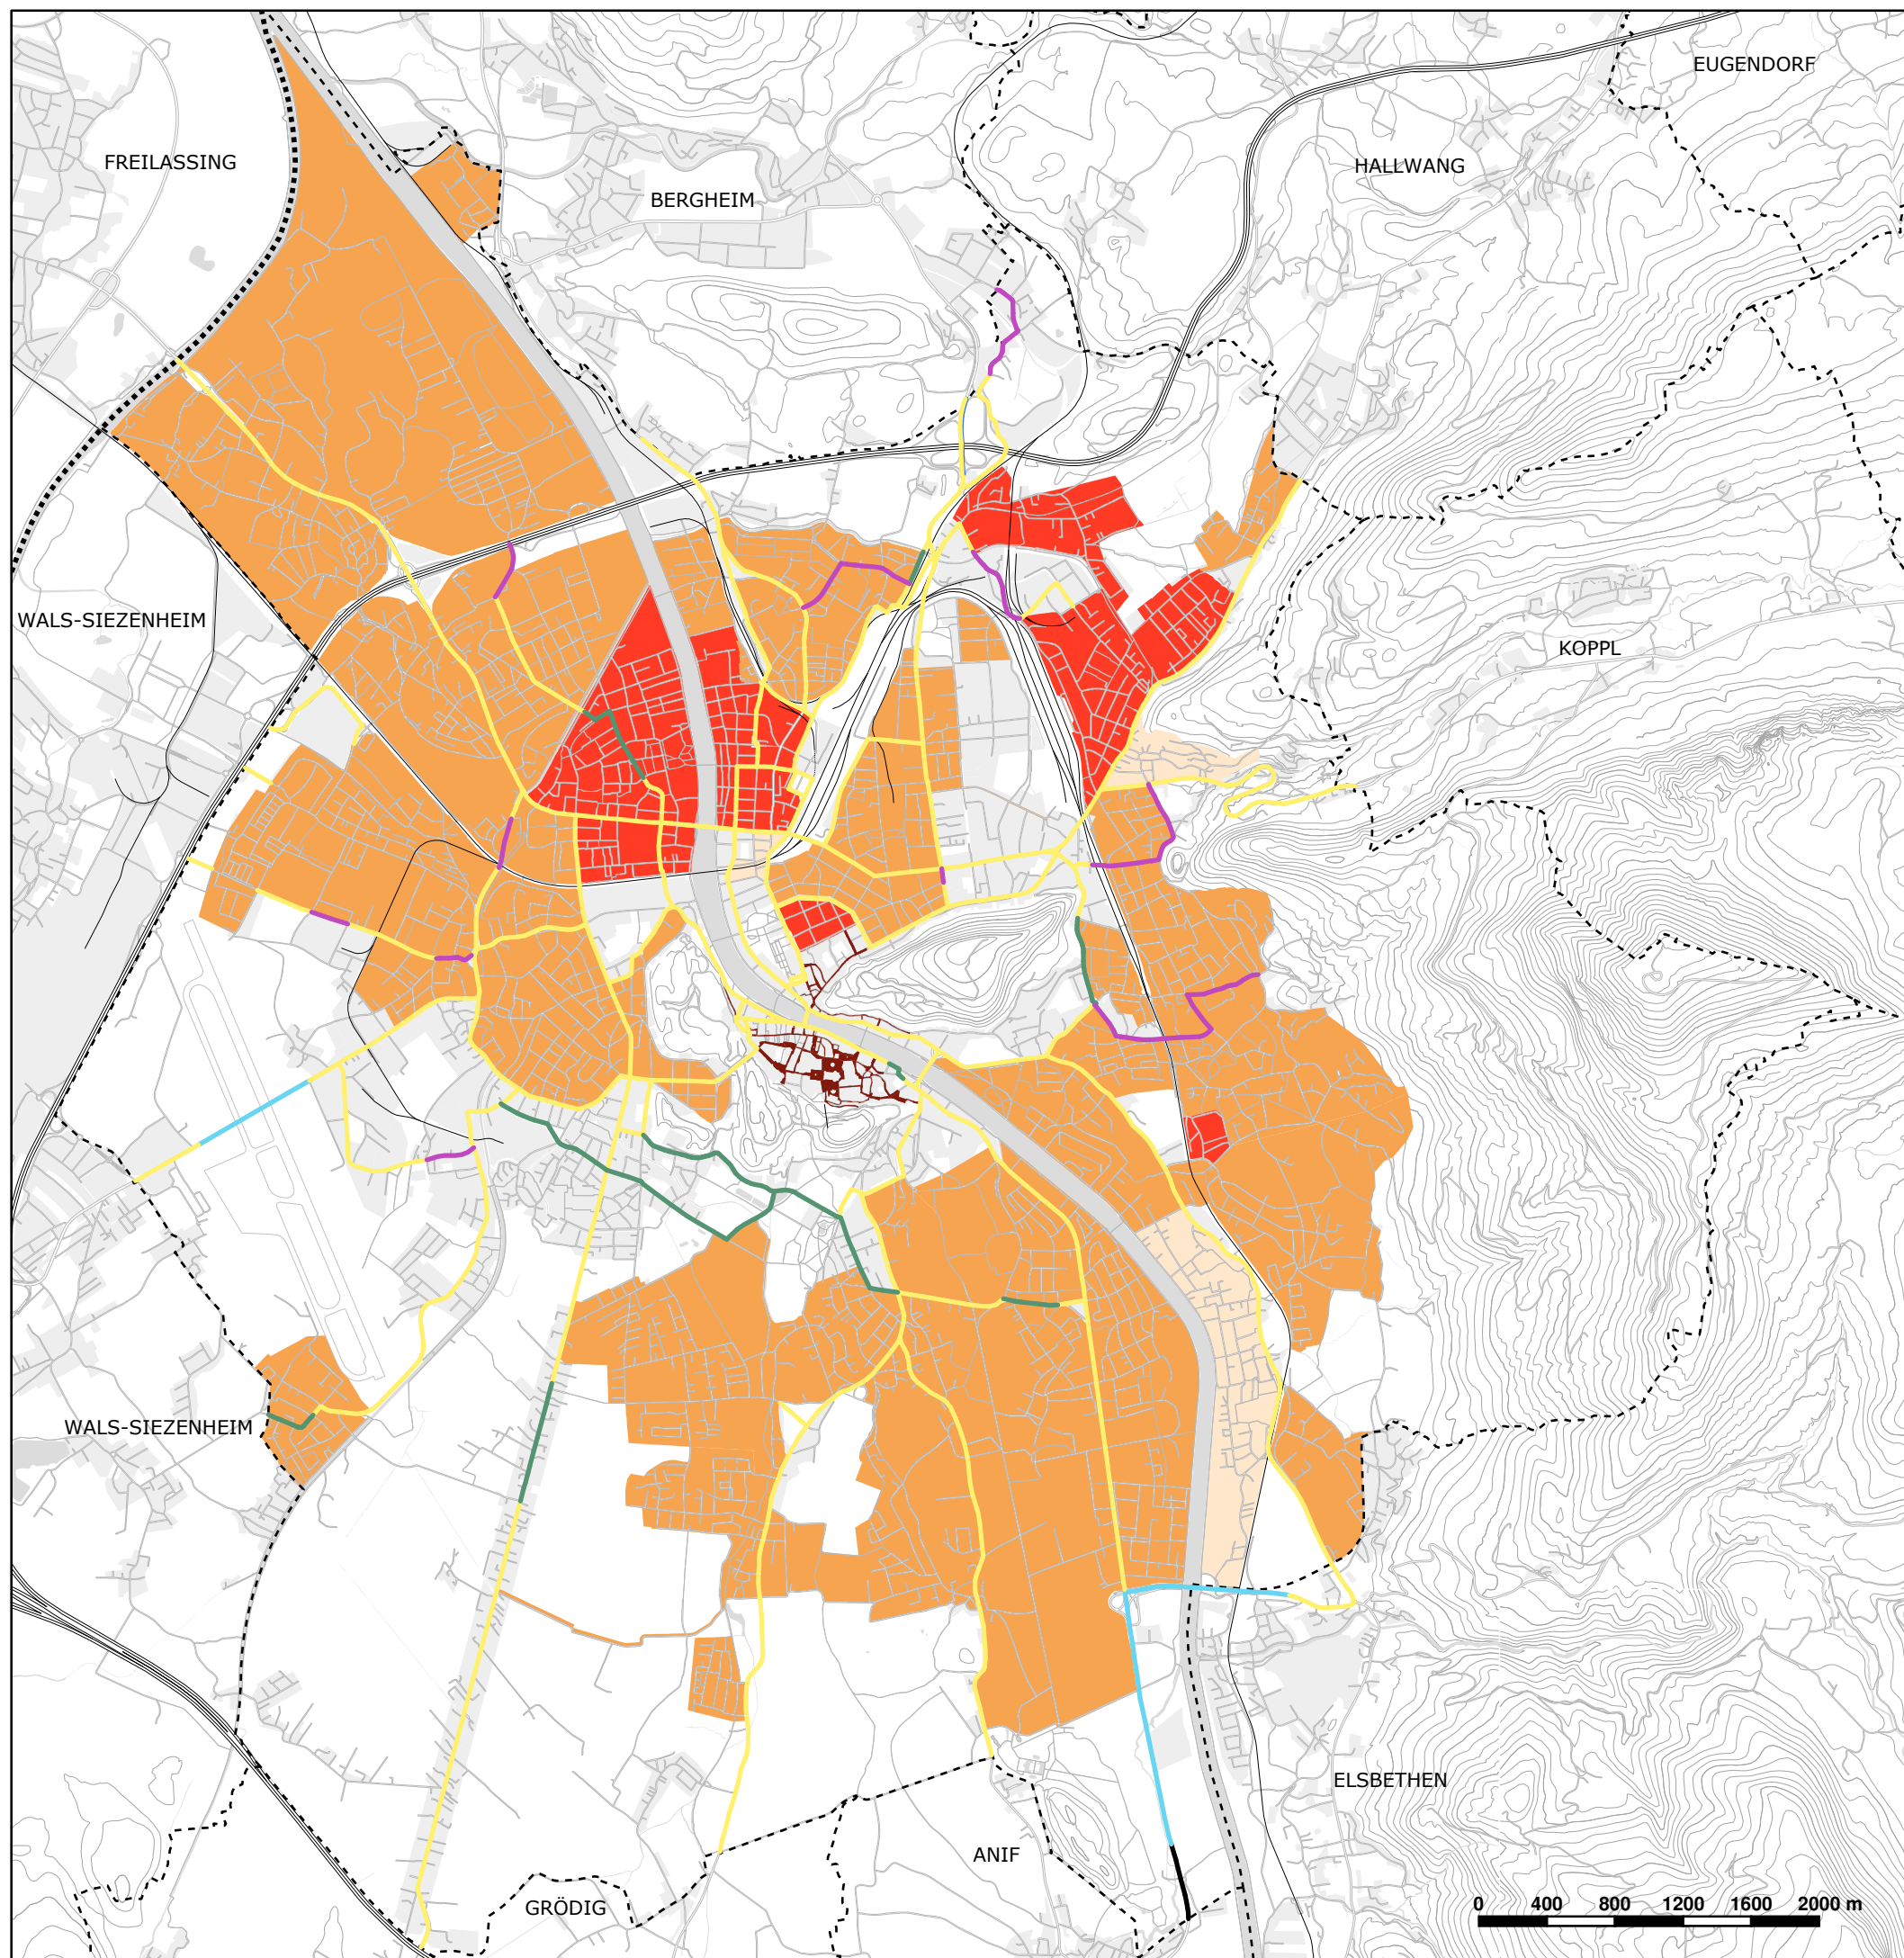 EUGENDORF
FREILASSING
HALLWANG
BERGHEIM
WALS-SIEZENHEIM
KOPPL
WALS-SIEZENHEIM
ELSBETHEN
ANIF
GRÖDIG
0 400 800 1200 1600 2000 m